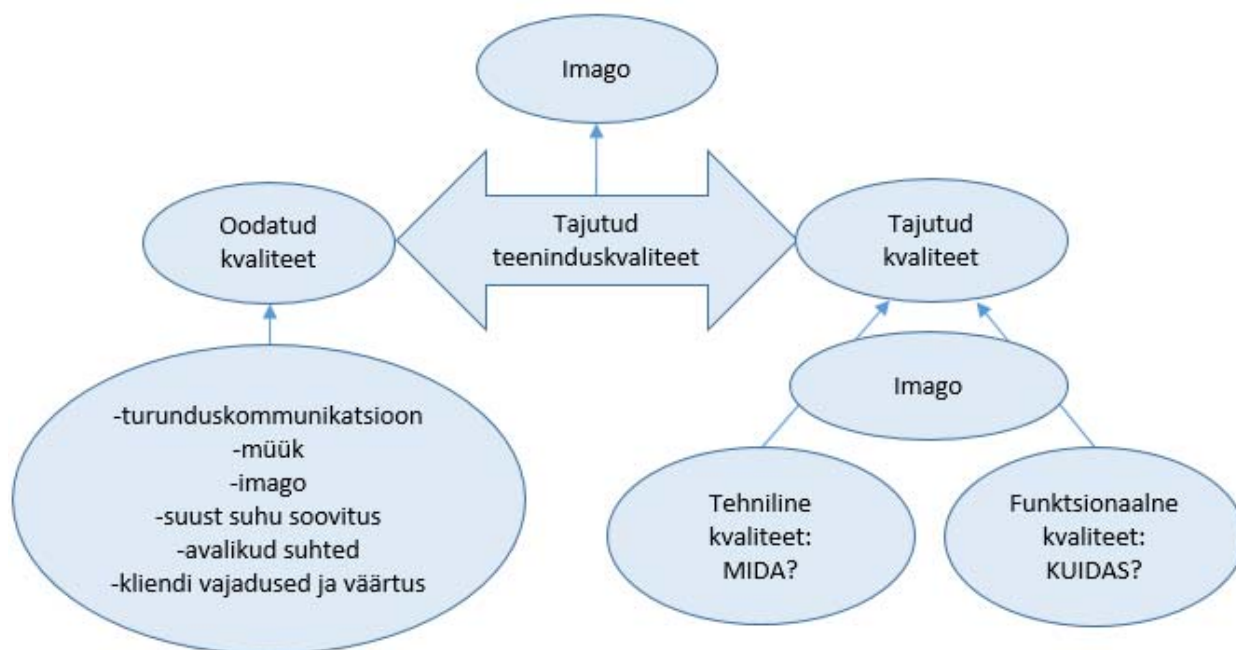 Imago
Oodatud
kvaliteet
Tajutud
teeninduskvaliteet
Tajutud
kvaliteet
-turunduskommunikatsioon
-müük
-imago
-suust suhu soovitus
-avalikud suhted
-kliendi vajadused ja väärtus
Imago
Tehniline
kvaliteet:
MIDA?
Funktsionaalne
kvaliteet:
KUIDAS?